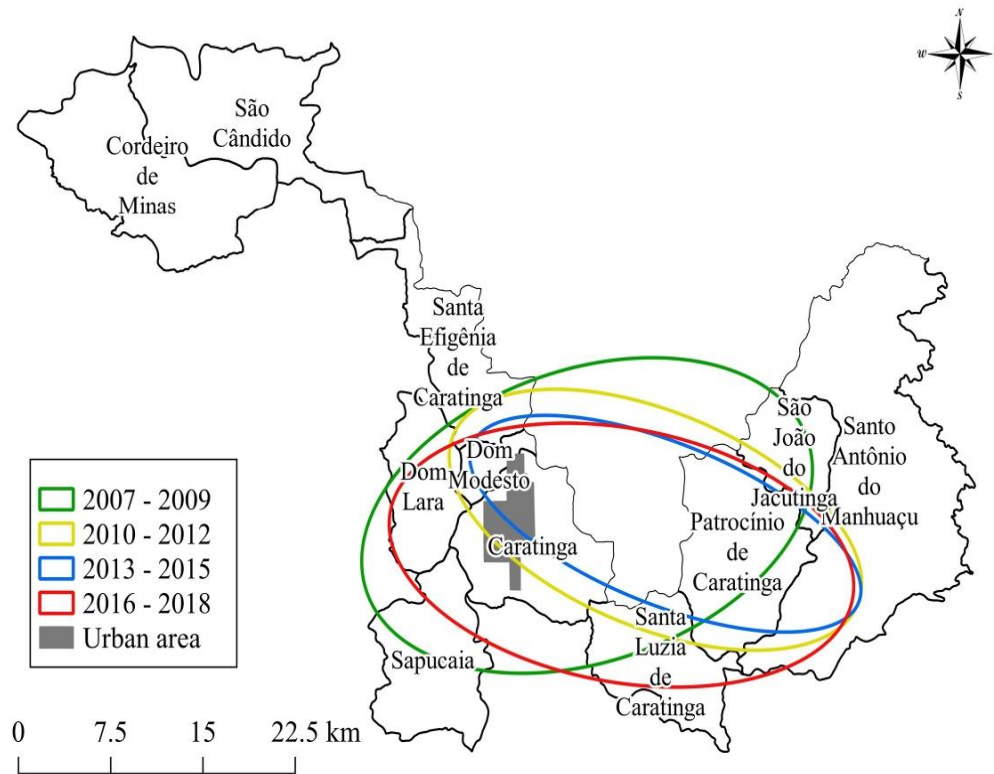 N
W
S
São
Cândido
Cordeiro
de
Minas
Santa
Efigênia
de
Caratinga
São
João
do
Jacutinga
Santo
Antônio
do
Manhuaçu
Dom
Modesto
Dom
Lara
Caratinga
Patrocínio
de
Caratinga
Santa
Luzia
de
Caratinga
Sapucaia
2007 - 2009
2010 - 2012
2013 - 2015
2016 - 2018
Urban area
0 7.5 15 22.5 km